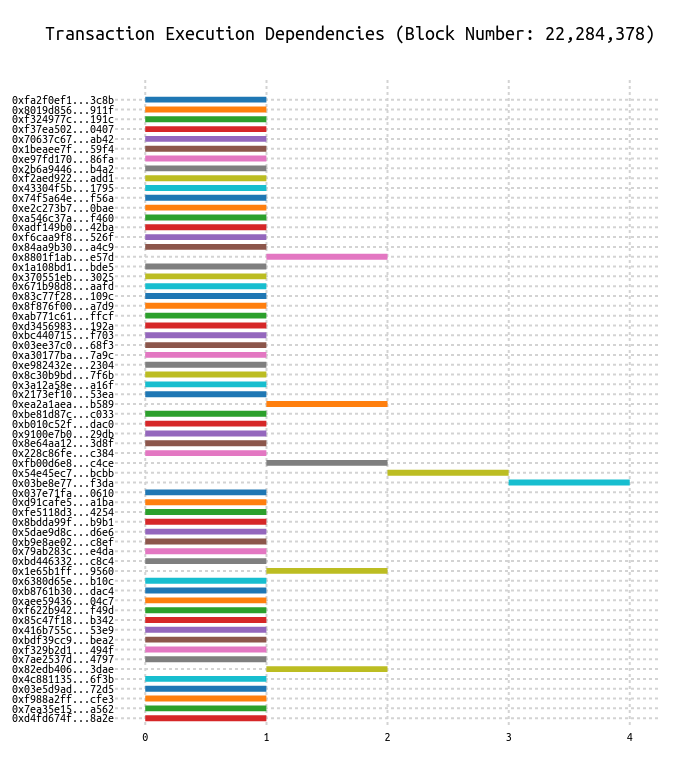 Transaction Execution Dependencies (Block Number: 22,284,378)
0xfa2f0ef1...3c8b
0x8019d856...911f
0xf324977c...191c
0xf37ea502...0407
0x70637c67...ab42
0x1beaee7f...59f4
0xe97fd170...86fa
0x2b6a9446...b4a2
0xf2aed922...add1
0x43304f5b...1795
0x74f5a64e...f56a
0xe2c273b7...0bae
0xa546c37a...f460
0xadf149b0...42ba
0xf6caa9f8...526f
0x84aa9b30...a4c9
0x8801f1ab...e57d
0x1a108bd1...bde5
0x370551eb...3025
0x671b98d8...aafd
0x83c77f28...109c
0x8f876f00...a7d9
0xab771c61...ffcf
0xd3456983...192a
0xbc440715...f703
0x03ee37c0...68f3
0xa30177ba...7a9c
0xe982432e...2304
0x8c30b9bd...7f6b
0x3a12a58e...a16f
0x2173ef10...53ea
0xea2a1aea...b589
0xbe81d87c...c033
0xb010c52f...dac0
0x9100e7b0...29db
0x8e64aa12...3d8f
0x228c86fe...c384
0xfb00d6e8...c4ce
0x54e45ec7...bcbb
0x03be8e77...f3da
0x037e71fa...0610
0xd91cafe5...a1ba
0xfe5118d3...4254
0x8bdda99f...b9b1
0x5dae9d8c...d6e6
0xb9e8ae02...c8ef
0x79ab283c...e4da
0xbd446332...c8c4
0x1e65b1ff...9560
0x6380d65e...b10c
0xb8761b30...dac4
0xaee59436...04c7
0xf622b942...f49d
0x85c47f18...b342
0x416b755c...53e9
0xbdf39cc9...bea2
0xf329b2d1...494f
0x7ae2537d...4797
0x82edb406...3dae
0x4c881135...6f3b
0x03e5d9ad...72d5
0xf988a2ff...cfe3
0x7ea35e15...a562
0xd4fd674f...8a2e
0 1 2 3 4